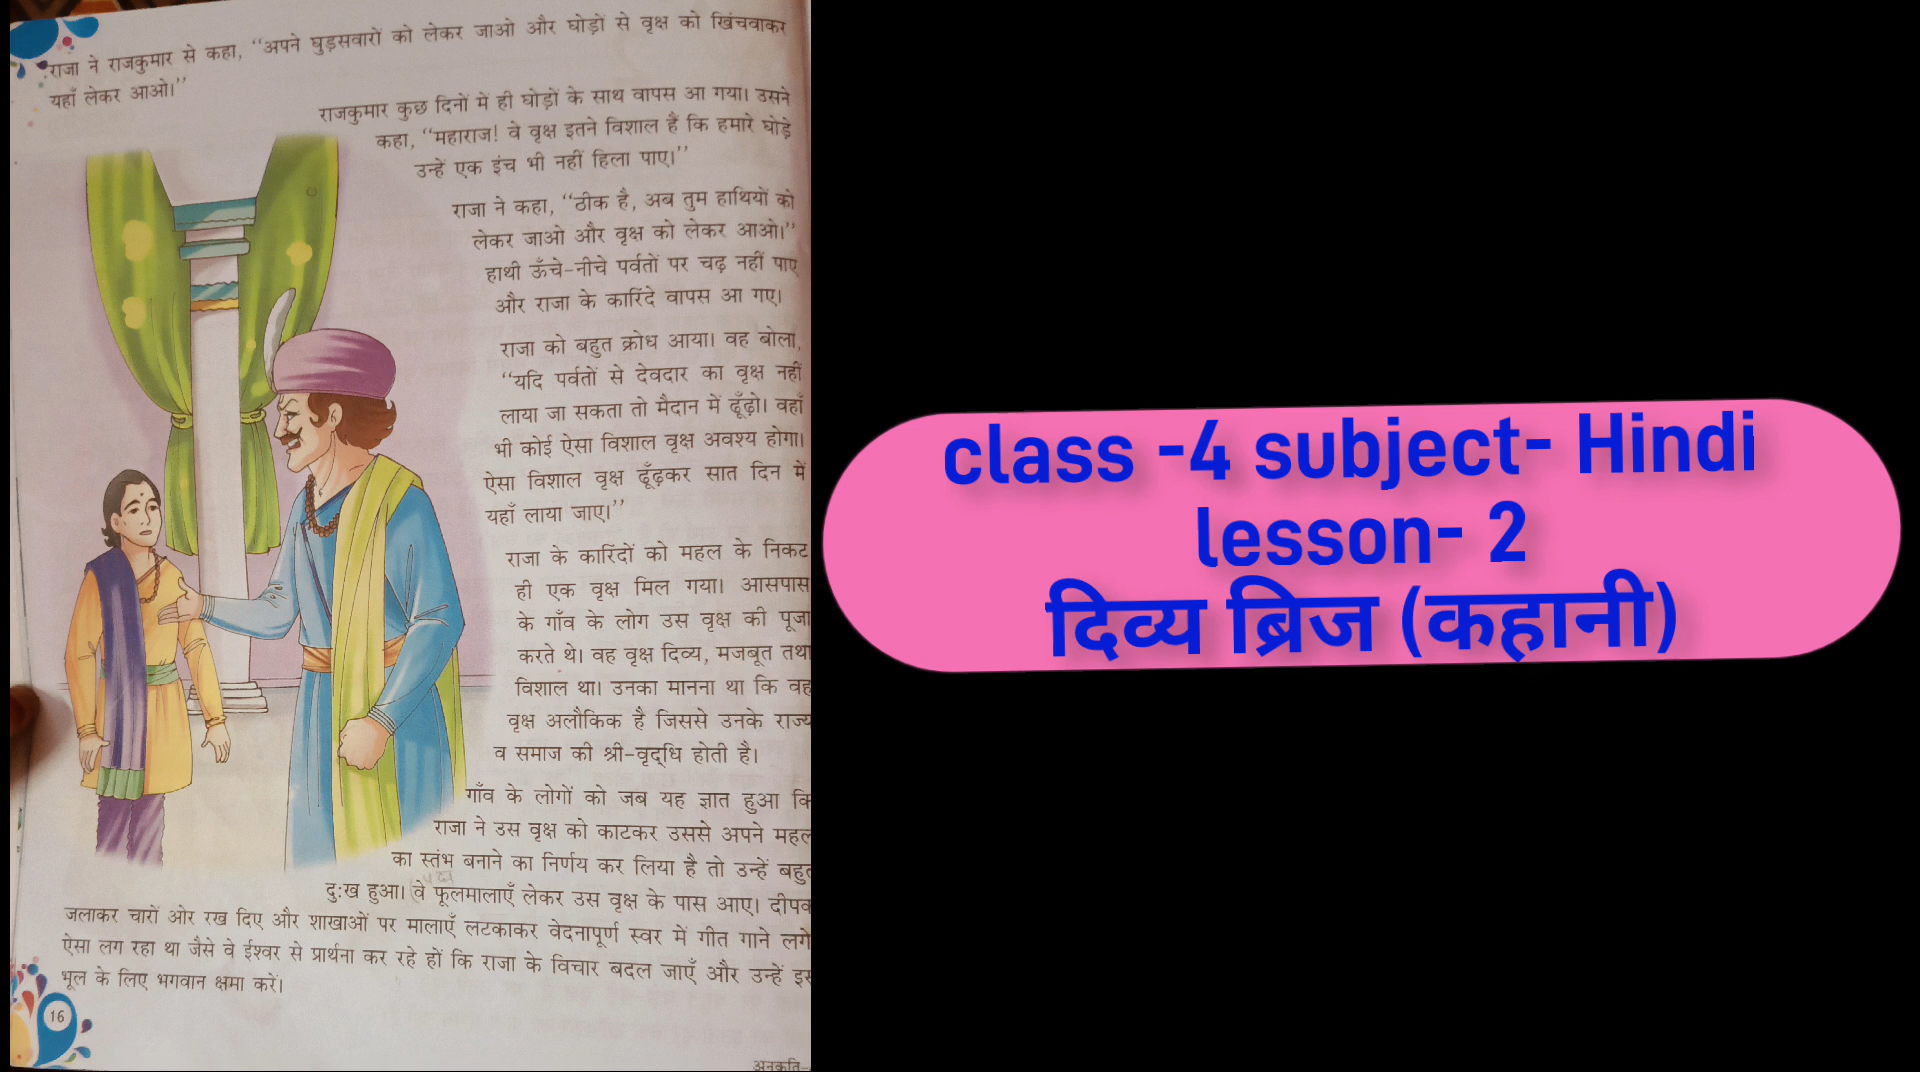 राजा ने राजकुमार से कहा, ‘‘अपने घुड़सवारों को लेकर जाओ और घोड़ों से वृक्ष को खिंचवाकर
यहाँ लेकर आओ।’’
राजकुमार कुछ दिनों में ही घोड़ों के साथ वापस आ गया। उसने
कहा, ‘‘महाराज! वे वृक्ष इतने विशाल हैं कि हमारे घोड़े
उन्हें एक इंच भी नहीं हिला पाए।’’
राजा ने कहा, ‘‘ठीक है, अब तुम हाथियों को
लेकर जाओ और वृक्ष को लेकर आओ।’’
हाथी ऊँचे-नीचे पर्वतों पर चढ़ नहीं पाए
और राजा के कारिंदे वापस आ गए।
राजा को बहुत क्रोध आया। वह बोला,
‘‘यदि पर्वतों से देवदार का वृक्ष नहीं
लाया जा सकता तो मैदान में ढूँढ़ो। वहाँ
भी कोई ऐसा विशाल वृक्ष अवश्य होगा।
ऐसा विशाल वृक्ष ढूँढ़कर सात दिन में
यहाँ लाया जाए।’’
राजा के कारिंदों को महल के निकट
ही एक वृक्ष मिल गया। आसपास
के गाँव के लोग उस वृक्ष की पूजा
करते थे। वह वृक्ष दिव्य, मजबूत तथा
विशाल था। उनका मानना था कि वह
वृक्ष अलौकिक है जिससे उनके राज्य
व समाज की श्री-वृद्धि होती है।
गाँव के लोगों को जब यह ज्ञात हुआ कि
राजा ने उस वृक्ष को काटकर उससे अपने महल
का स्तंभ बनाने का निर्णय कर लिया है तो उन्हें बहुत
दुःख हुआ। वे फूलमालाएँ लेकर उस वृक्ष के पास आए। दीपक
जलाकर चारों ओर रख दिए और शाखाओं पर मालाएँ लटकाकर वेदनापूर्ण स्वर में गीत गाने लगे
ऐसा लग रहा था जैसे वे ईश्वर से प्रार्थना कर रहे हों कि राजा के विचार बदल जाएँ और उन्हें इस
भूल के लिए भगवान क्षमा करें।
16
अनुकृति-
class -4 subject- Hindi
lesson- 2
दिव्य ब्रिज (कहानी)